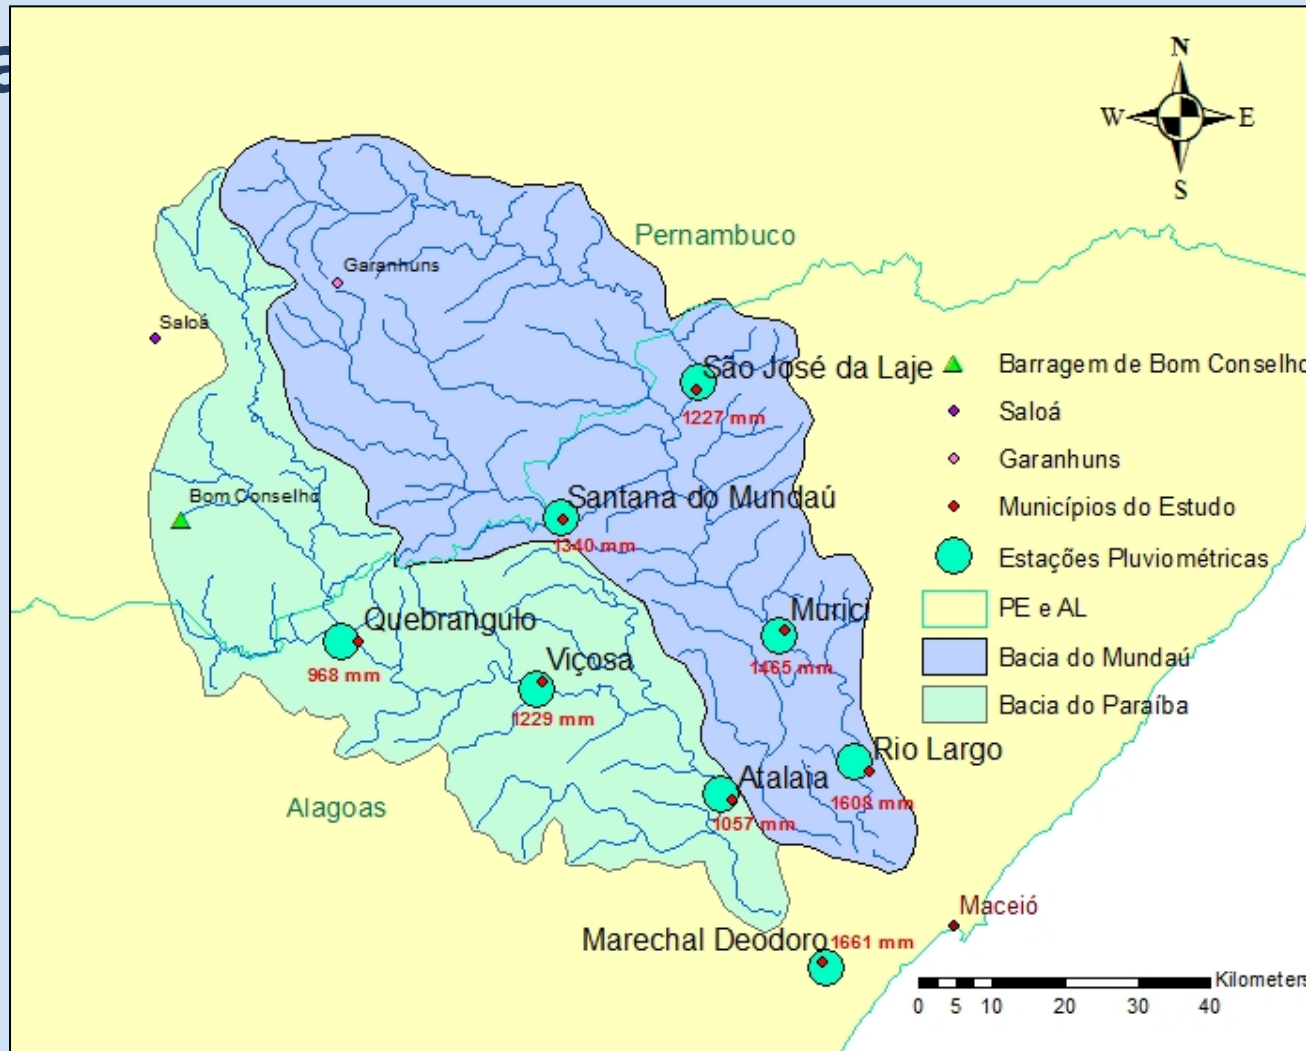 a
N
W E
S
Pernambuco
Garanhuns
Saloá
São José da Laje
1227 mm
Bom Conselho
Santana do Mundaú
1340 mm
Quebrangulo
968 mm
Viçosa
1229 mm
Murici
1465 mm
Rio Largo
1608 mm
Atalaia
1057 mm
Alagoas
Maceió
Marechal Deodoro
1661 mm
Barragem de Bom Conselho
Saloá
Garanhuns
Municípios do Estudo
Estações Pluviométricas
PE e AL
Bacia do Mundaú
Bacia do Paraíba
Kilometers
0 5 10 20 30 40